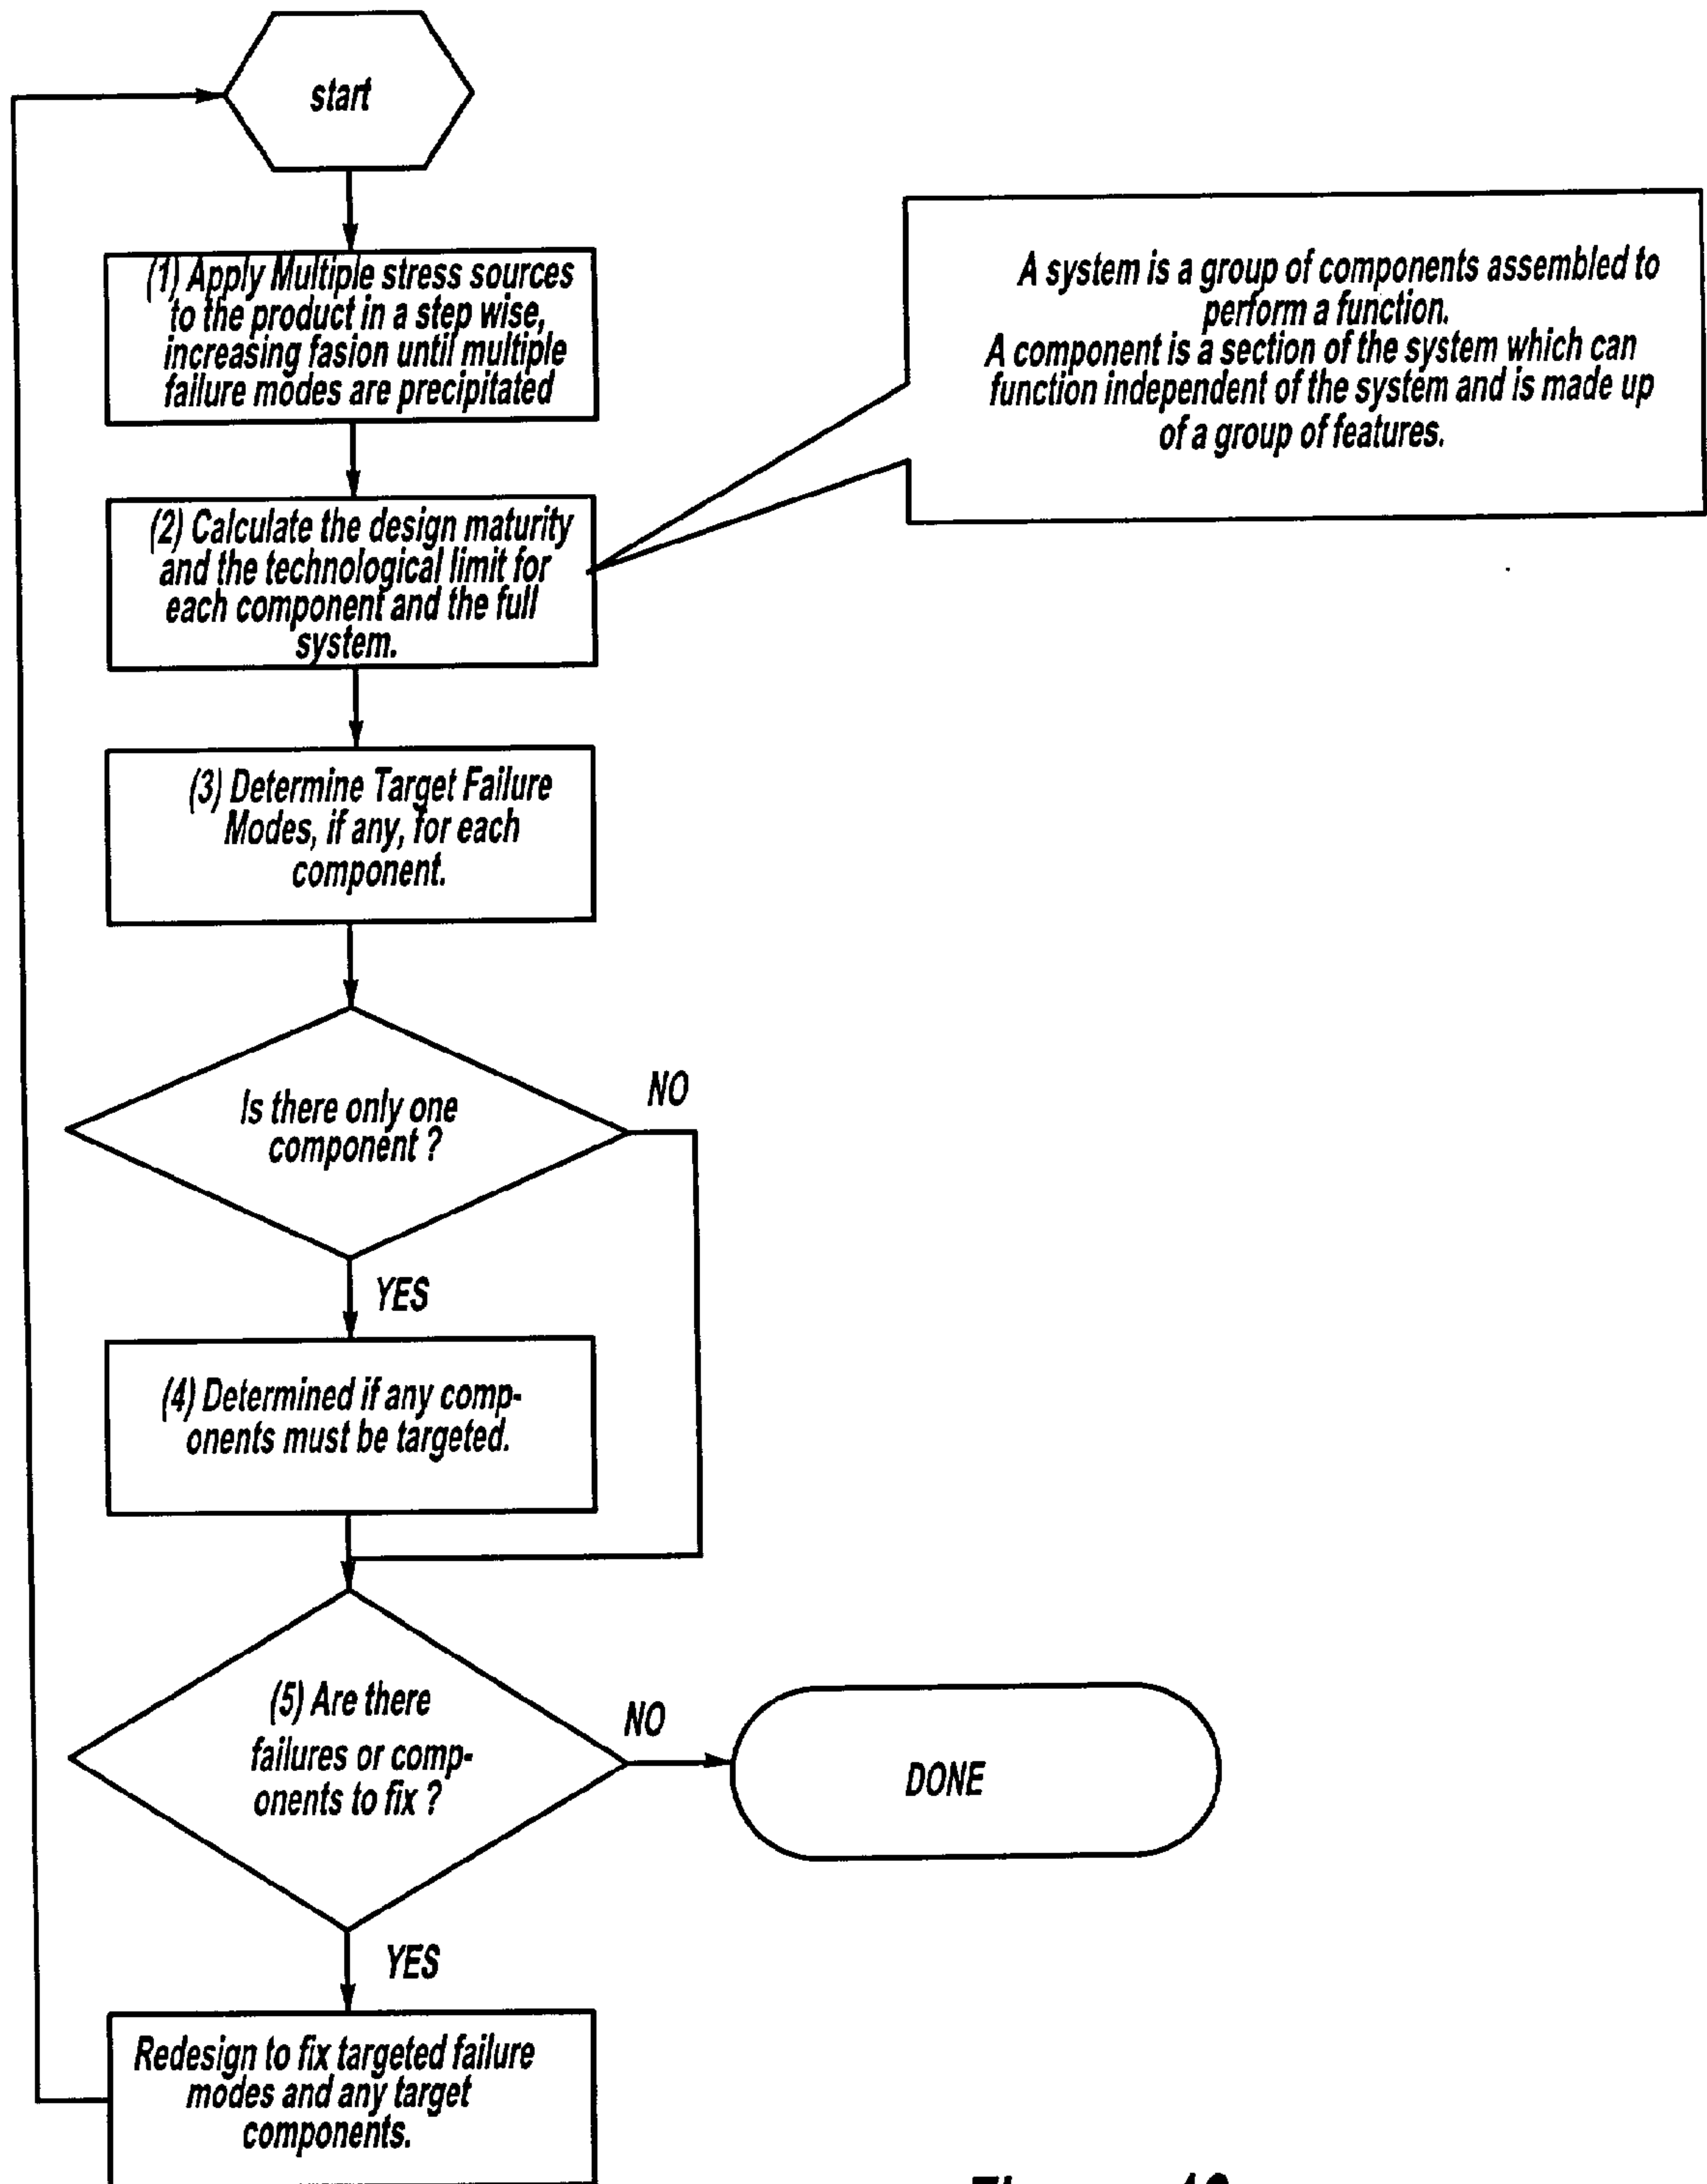 start
(1) Apply Multiple stress sources
to the product in a step wise,
increasing fasion until multiple
failure modes are precipitated
A system is a group of components assembled to
perform a function.
A component is a section of the system which can
function independent of the system and is made up
of a group of features.
(2) Calculate the design maturity
and the technological limit for
each component and the full
system.
(3) Determine Target Failure
Modes, if any, for each
component.
Is there only one
component ?
NO
YES
(4) Determined if any comp-
onents must be targeted.
(5) Are there
failures or comp-
onents to fix ?
NO
DONE
YES
Redesign to fix targeted failure
modes and any target
components.